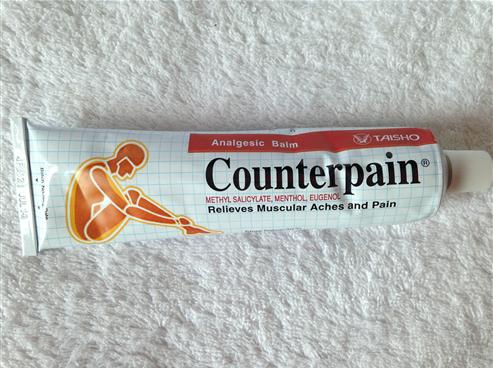 Analgesic Balm
TAISHO
Counterpain®
METHYL SALICYLATE, MENTHOL, EUGENOL
Relieves Muscular Aches and Pain